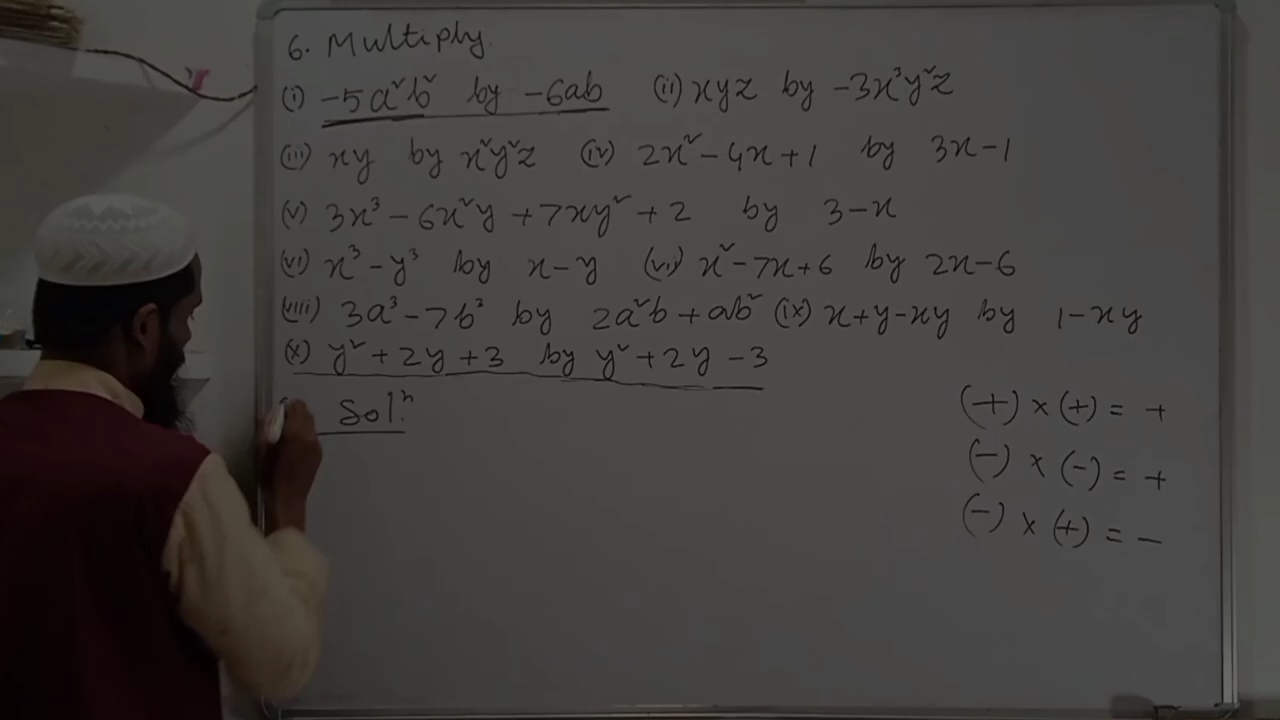 6. Multiply.
(i) -5a²b² by -6ab (ii) xyz by -3x³y²z
(iii) xy by x²y²z (iv) 2x² - 4x + 1 by 3x - 1
(v) 3x³ - 6x²y + 7xy² + 2 by 3 - x
(vi) x³ - y³ by x - y (vii) x² - 7x + 6 by 2x - 6
(viii) 3a³ - 7b³ by 2a²b + ab² (ix) x + y - xy by 1 - xy
(x) y² + 2y + 3 by y² + 2y - 3
Solⁿ.
(+) × (+) = +
(-) × (-) = +
(-) × (+) = -